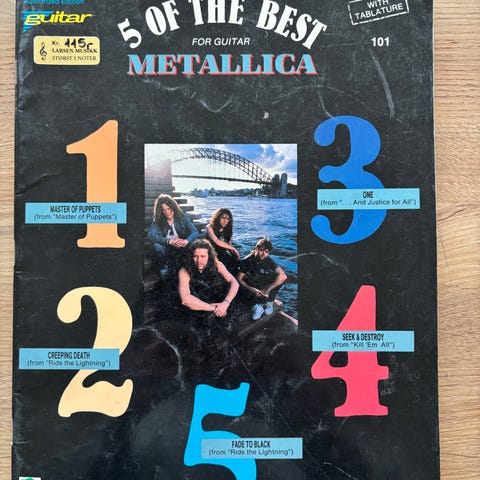 Authorized Edition
guitar
Kr. 115,-
LARSEN MUSIKK
STØRST I NOTER
5 OF THE BEST
FOR GUITAR
METALLICA
WITH
TABLATURE
101
1
MASTER OF PUPPETS
(from "Master of Puppets")
3
ONE
(from ". . . And Justice for All")
2
CREEPING DEATH
(from "Ride the Lightning")
4
SEEK & DESTROY
(from "Kill 'Em All")
5
FADE TO BLACK
(from "Ride the Lightning")